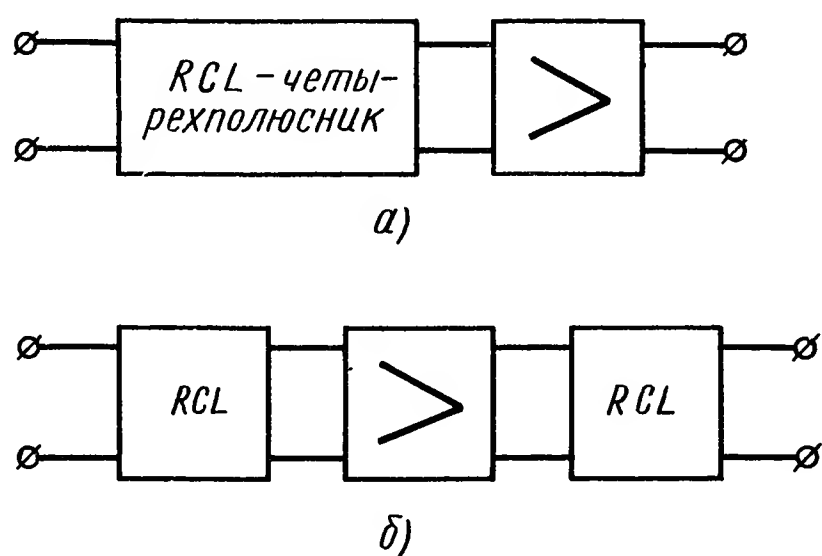 RCL - четы-
рехполюсник
а)
RCL
RCL
б)